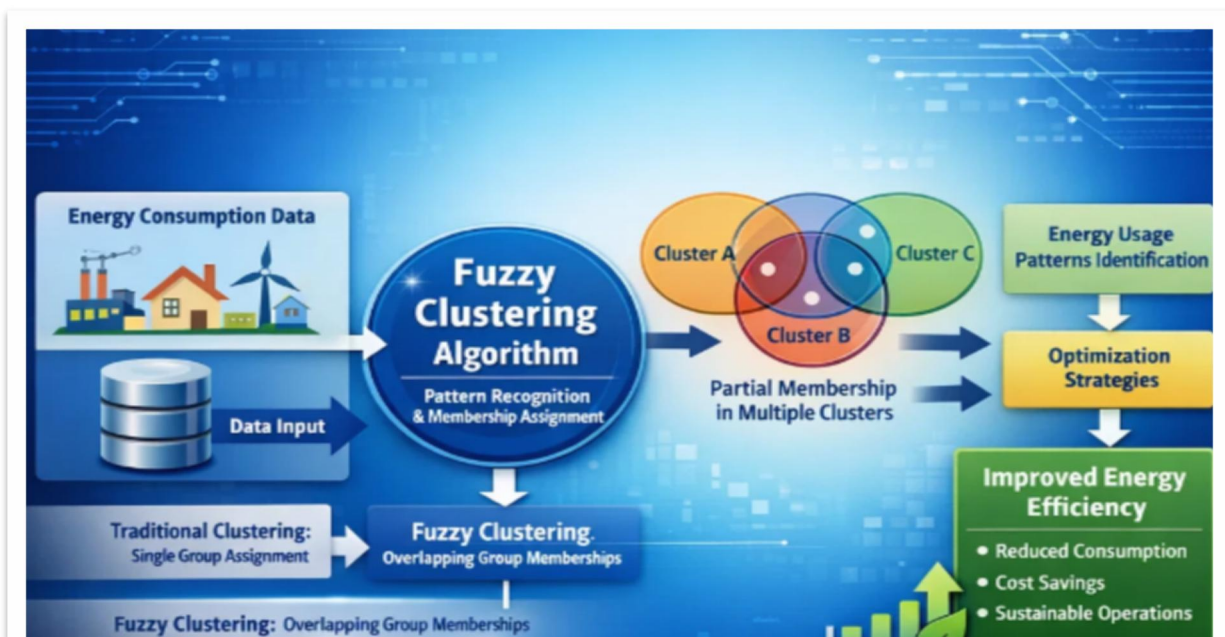 Energy Consumption Data
Data Input
Fuzzy
Clustering
Algorithm
Pattern Recognition
& Membership Assignment
Cluster A
Cluster C
Cluster B
Partial Membership
in Multiple Clusters
Energy Usage
Patterns Identification
Optimization
Strategies
Improved Energy
Efficiency
• Reduced Consumption
• Cost Savings
• Sustainable Operations
Traditional Clustering:
Single Group Assignment
Fuzzy Clustering.
Overlapping Group Memberships
Fuzzy Clustering: Overlapping Group Memberships